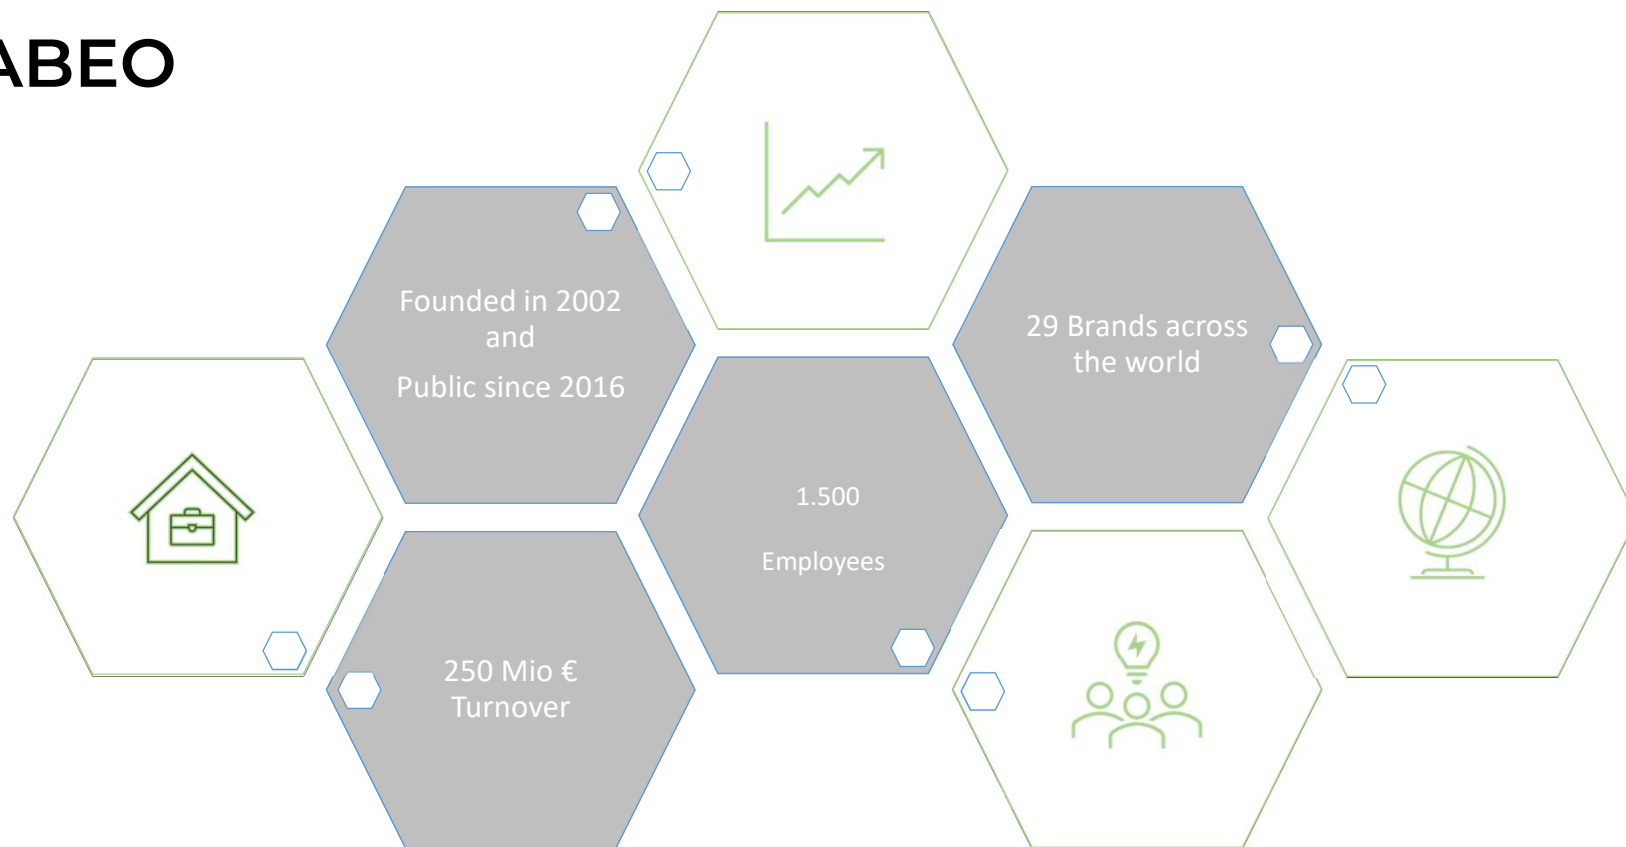 ABEO
Founded in 2002
and
Public since 2016
29 Brands across
the world
1.500
Employees
250 Mio €
Turnover